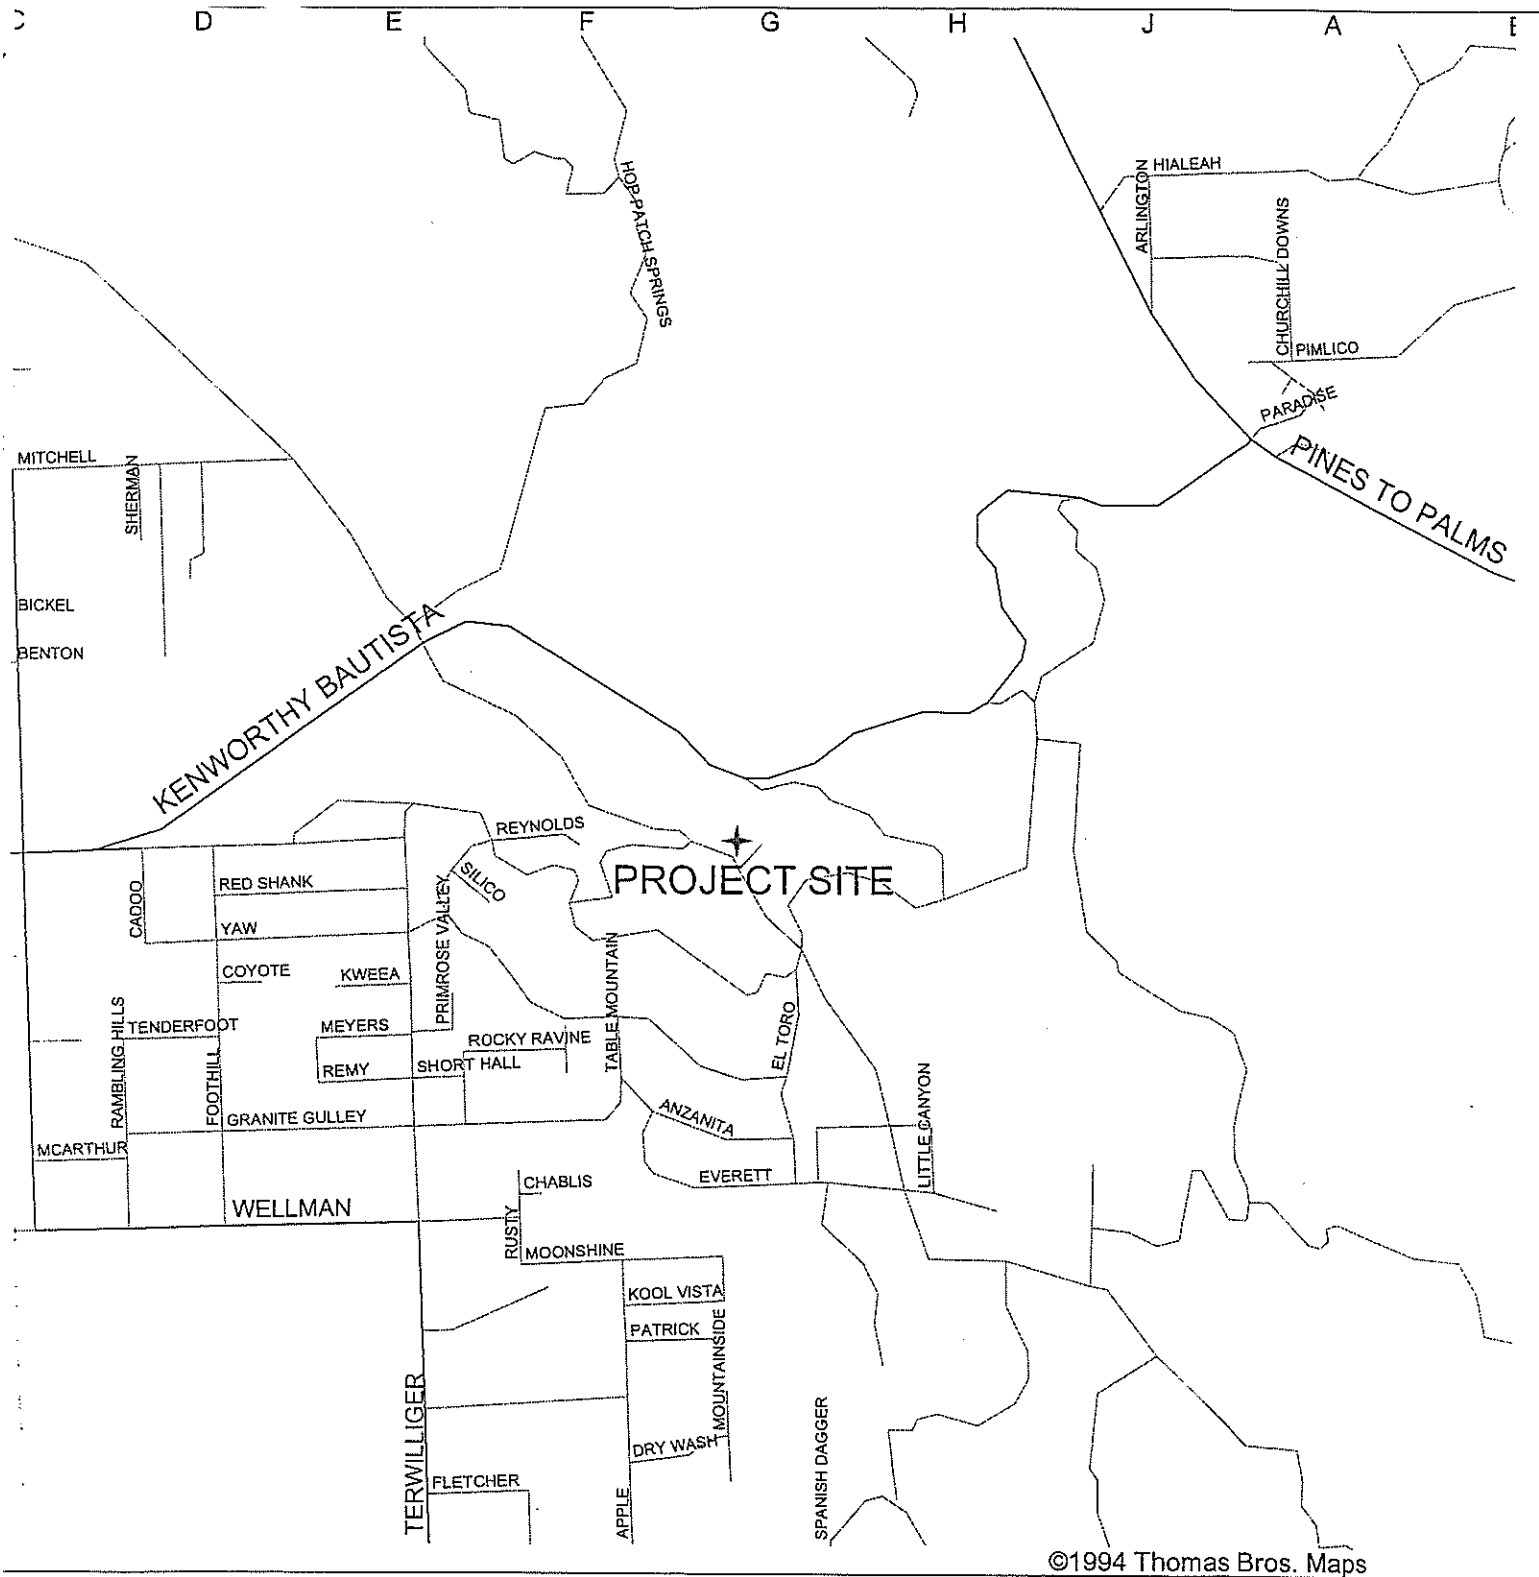 C D E F G H J A E
HOP PATCH SPRINGS
ARLINGTON
HIALEAH
CHURCHILL DOWNS
PIMLICO
PARADISE
PINES TO PALMS
MITCHELL
SHERMAN
BICKEL
BENTON
KENWORTHY BAUTISTA
REYNOLDS
PROJECT SITE
SILICO
CADOO
RED SHANK
YAW
PRIMROSE VALLEY
COYOTE
KWEEA
TABLE MOUNTAIN
RAMBLING HILLS
TENDERFOOT
FOOTHILL
MEYERS
ROCKY RAVINE
EL TORO
REMY
SHORT HALL
LITTLE CANYON
GRANITE GULLEY
ANZANITA
MCARTHUR
EVERETT
CHABLIS
WELLMAN
RUSTY
MOONSHINE
KOOL VISTA
PATRICK
MOUNTAINSIDE
TERWILLIGER
DRY WASH
SPANISH DAGGER
FLETCHER
APPLE
©1994 Thomas Bros. Maps